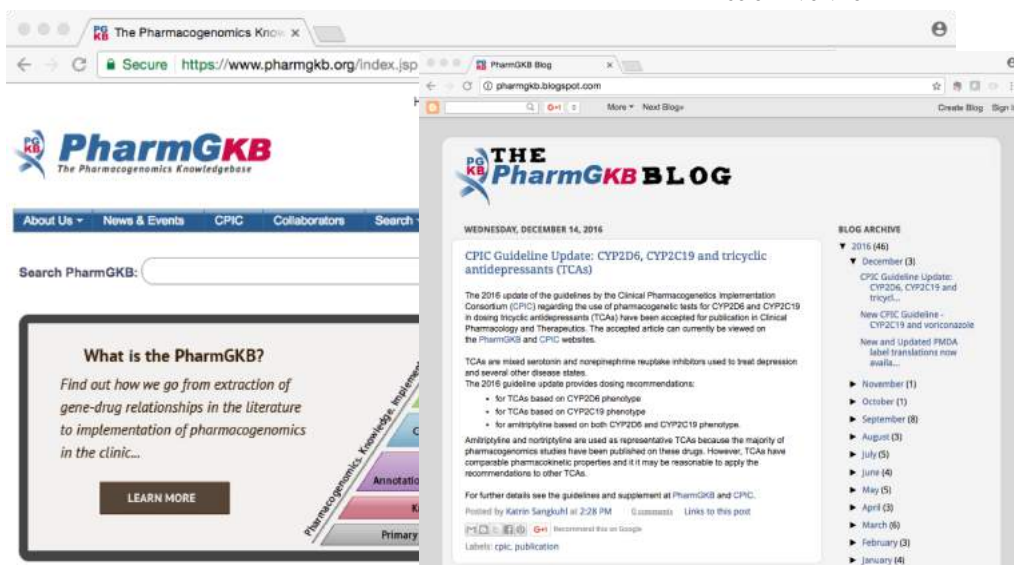 The Pharmacogenomics Know
Secure https://www.pharmgkb.org/index.jsp
PG
KB
PharmGKB
The Pharmacogenomics Knowledgebase
About Us News & Events CPIC Collaborators Search
Search PharmGKB:
What is the PharmGKB?
Find out how we go from extraction of
gene-drug relationships in the literature
to implementation of pharmacogenomics
in the clinic...
LEARN MORE
Pharmacogenomics. Knowledge. Implemen
Annotatio
K
Primary
PharmGKB Blog
pharmgkb.blogspot.com
G+1 More Next Blog»
Create Blog Sign I
PG
KB
THE
PharmGKB BLOG
WEDNESDAY, DECEMBER 14, 2016
CPIC Guideline Update: CYP2D6, CYP2C19 and tricyclic
antidepressants (TCAs)
The 2016 update of the guidelines by the Clinical Pharmacogenetics Implementation
Consortium (CPIC) regarding the use of pharmacogenetic tests for CYP2D6 and CYP2C19
in dosing tricyclic antidepressants (TCAs) have been accepted for publication in Clinical
Pharmacology and Therapeutics. The accepted article can currently be viewed on
the PharmGKB and CPIC websites.
TCAs are mixed serotonin and norepinephrine reuptake inhibitors used to treat depression
and several other disease states.
The 2016 guideline update provides dosing recommendations:
• for TCAs based on CYP2D6 phenotype
• for TCAs based on CYP2C19 phenotype
• for amitriptyline based on both CYP2D6 and CYP2C19 phenotype.
Amitriptyline and nortriptyline are used as representative TCAs because the majority of
pharmacogenomics studies have been published on these drugs. However, TCAs have
comparable pharmacokinetic properties and it it may be reasonable to apply the
recommendations to other TCAs.
For further details see the guidelines and supplement at PharmGKB and CPIC.
Posted by Katrin Sangkuhl at 2:28 PM 0 comments Links to this post
G+1 Recommend this on Google
Labels: cpic, publication
BLOG ARCHIVE
▼ 2016 (46)
▼ December (3)
CPIC Guideline Update:
CYP2D6, CYP2C19 and
tricycl...
New CPIC Guideline -
CYP2C19 and voriconazole
New and Updated PMDA
label translations now
availa...
► November (1)
► October (1)
► September (8)
► August (3)
► July (5)
► June (4)
► May (5)
► April (3)
► March (6)
► February (3)
► January (4)